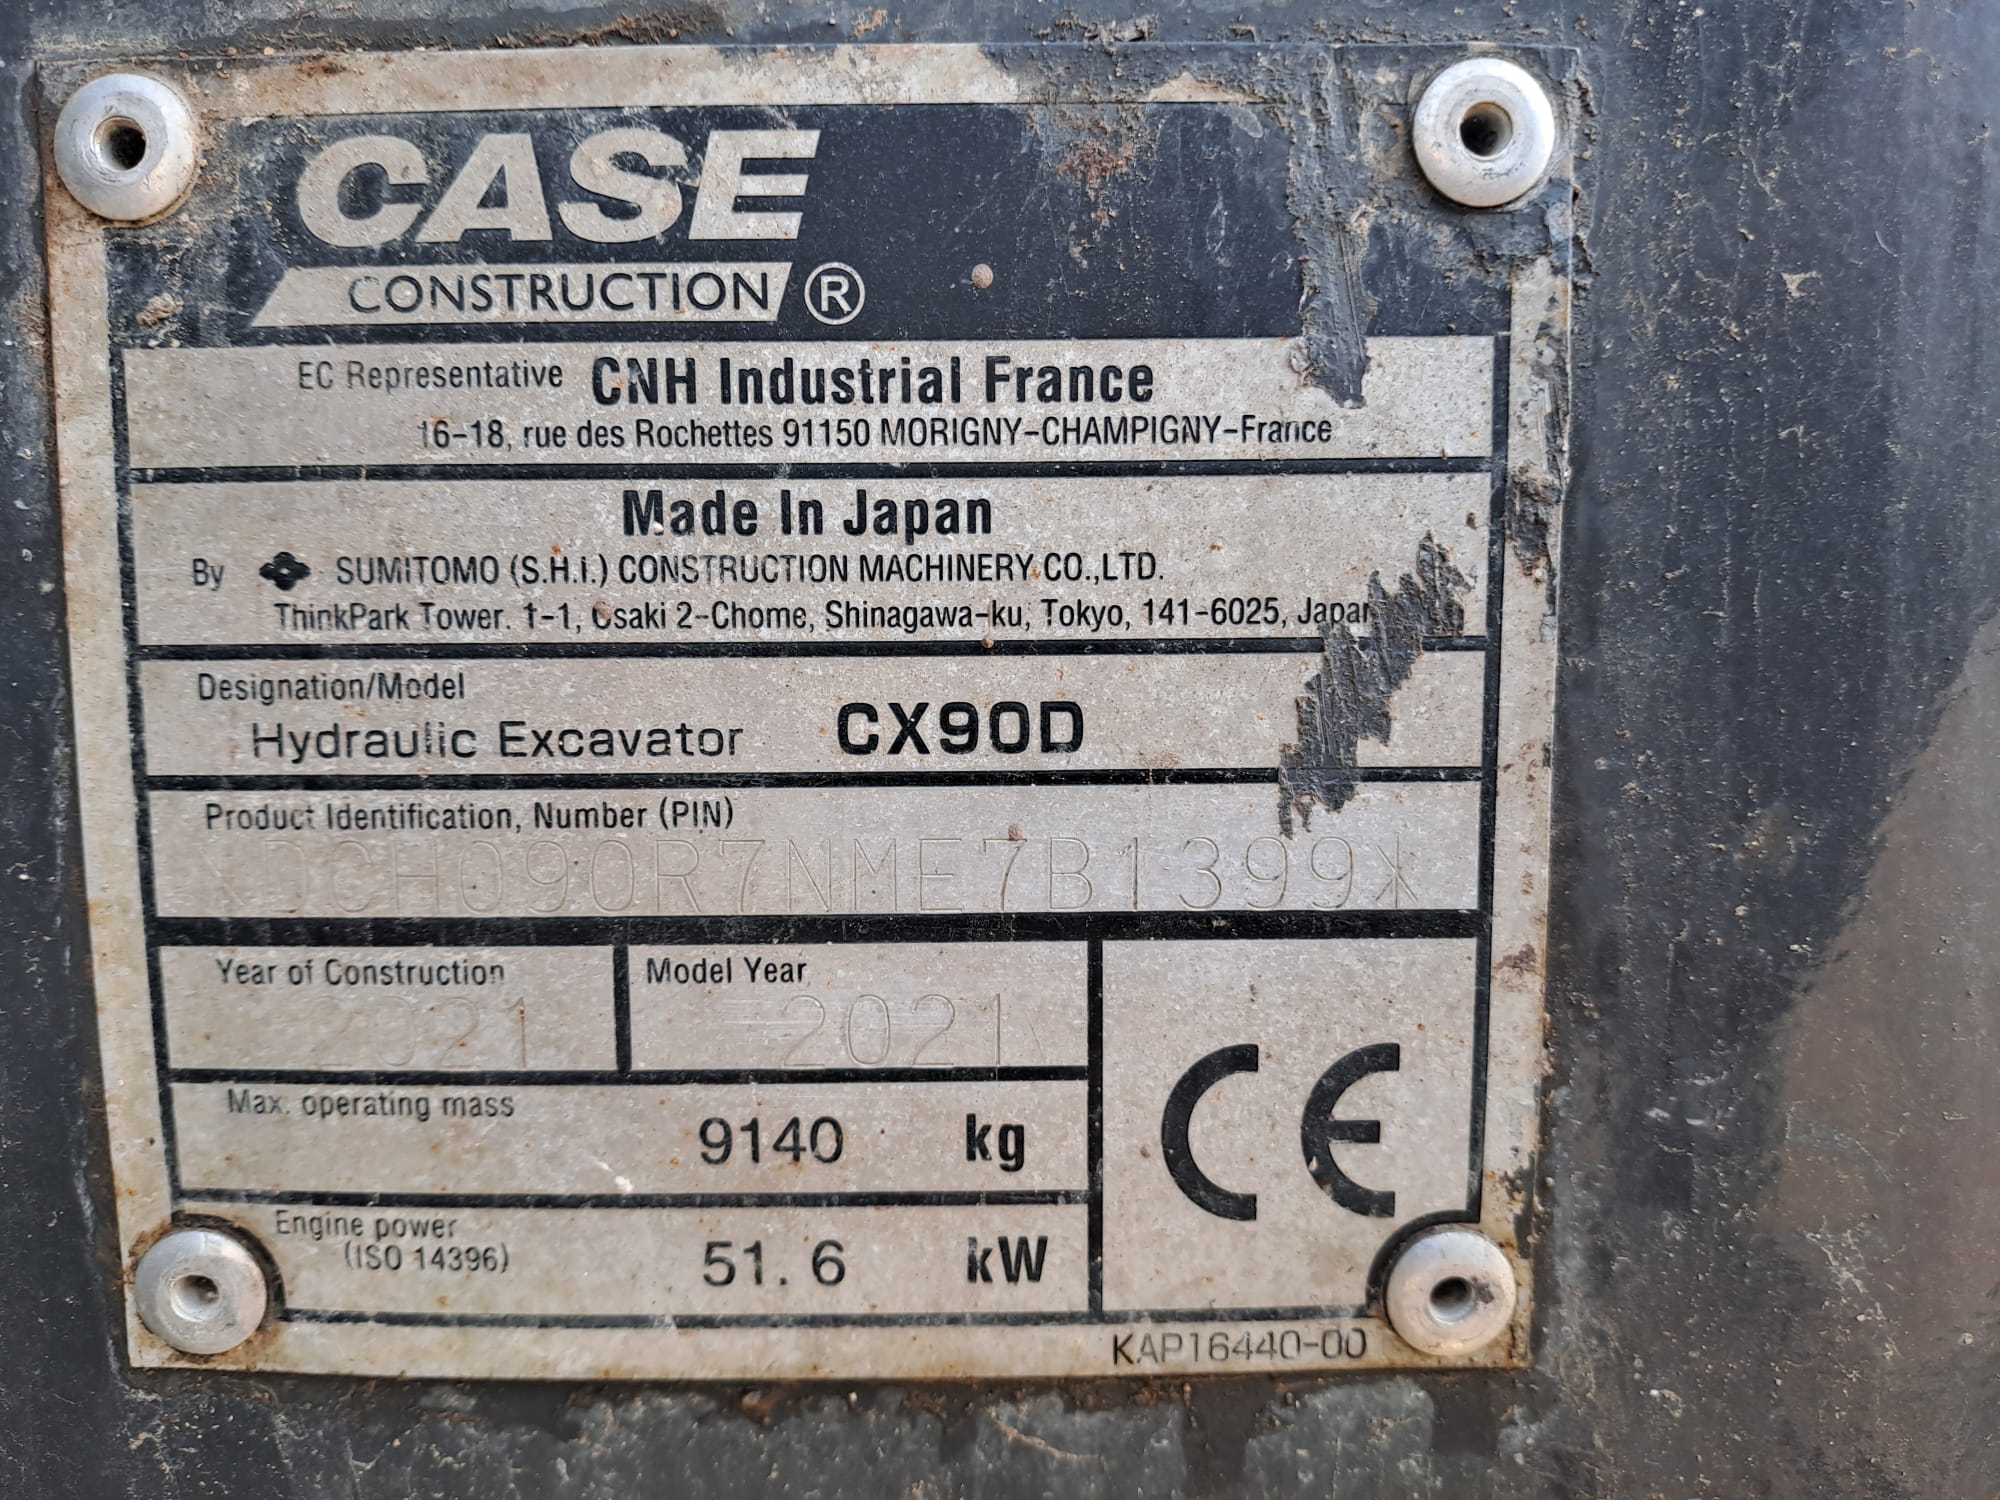 CASE
CONSTRUCTION ®
EC Representative CNH Industrial France
16-18, rue des Rochettes 91150 MORIGNY-CHAMPIGNY-France
Made In Japan
By SUMITOMO (S.H.I.) CONSTRUCTION MACHINERY CO.,LTD.
ThinkPark Tower. 1-1, Osaki 2-Chome, Shinagawa-ku, Tokyo, 141-6025, Japan
Designation/Model
Hydraulic Excavator CX90D
Product Identification, Number (PIN)
*DCH090R7NME7B1399*
Year of Construction Model Year
2021 2021
Max. operating mass
9140 kg
Engine power
(ISO 14396)
51.6 kW
CE
KAP16440-00